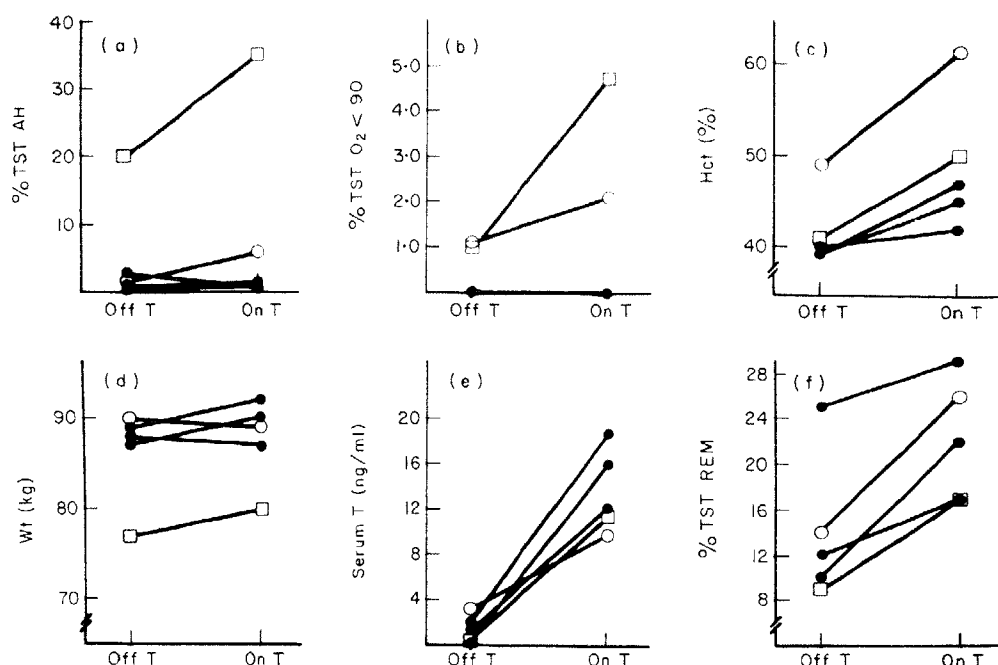 (a)
% TST AH
40
30
20
10
Off T
On T
(b)
% TST O₂ < 90
5·0
4·0
3·0
2·0
1·0
Off T
On T
(c)
Hct (%)
60
50
40
Off T
On T
(d)
Wt (kg)
90
80
70
Off T
On T
(e)
Serum T (ng/ml)
20
16
12
8
4
Off T
On T
(f)
% TST REM
28
24
20
16
12
8
Off T
On T